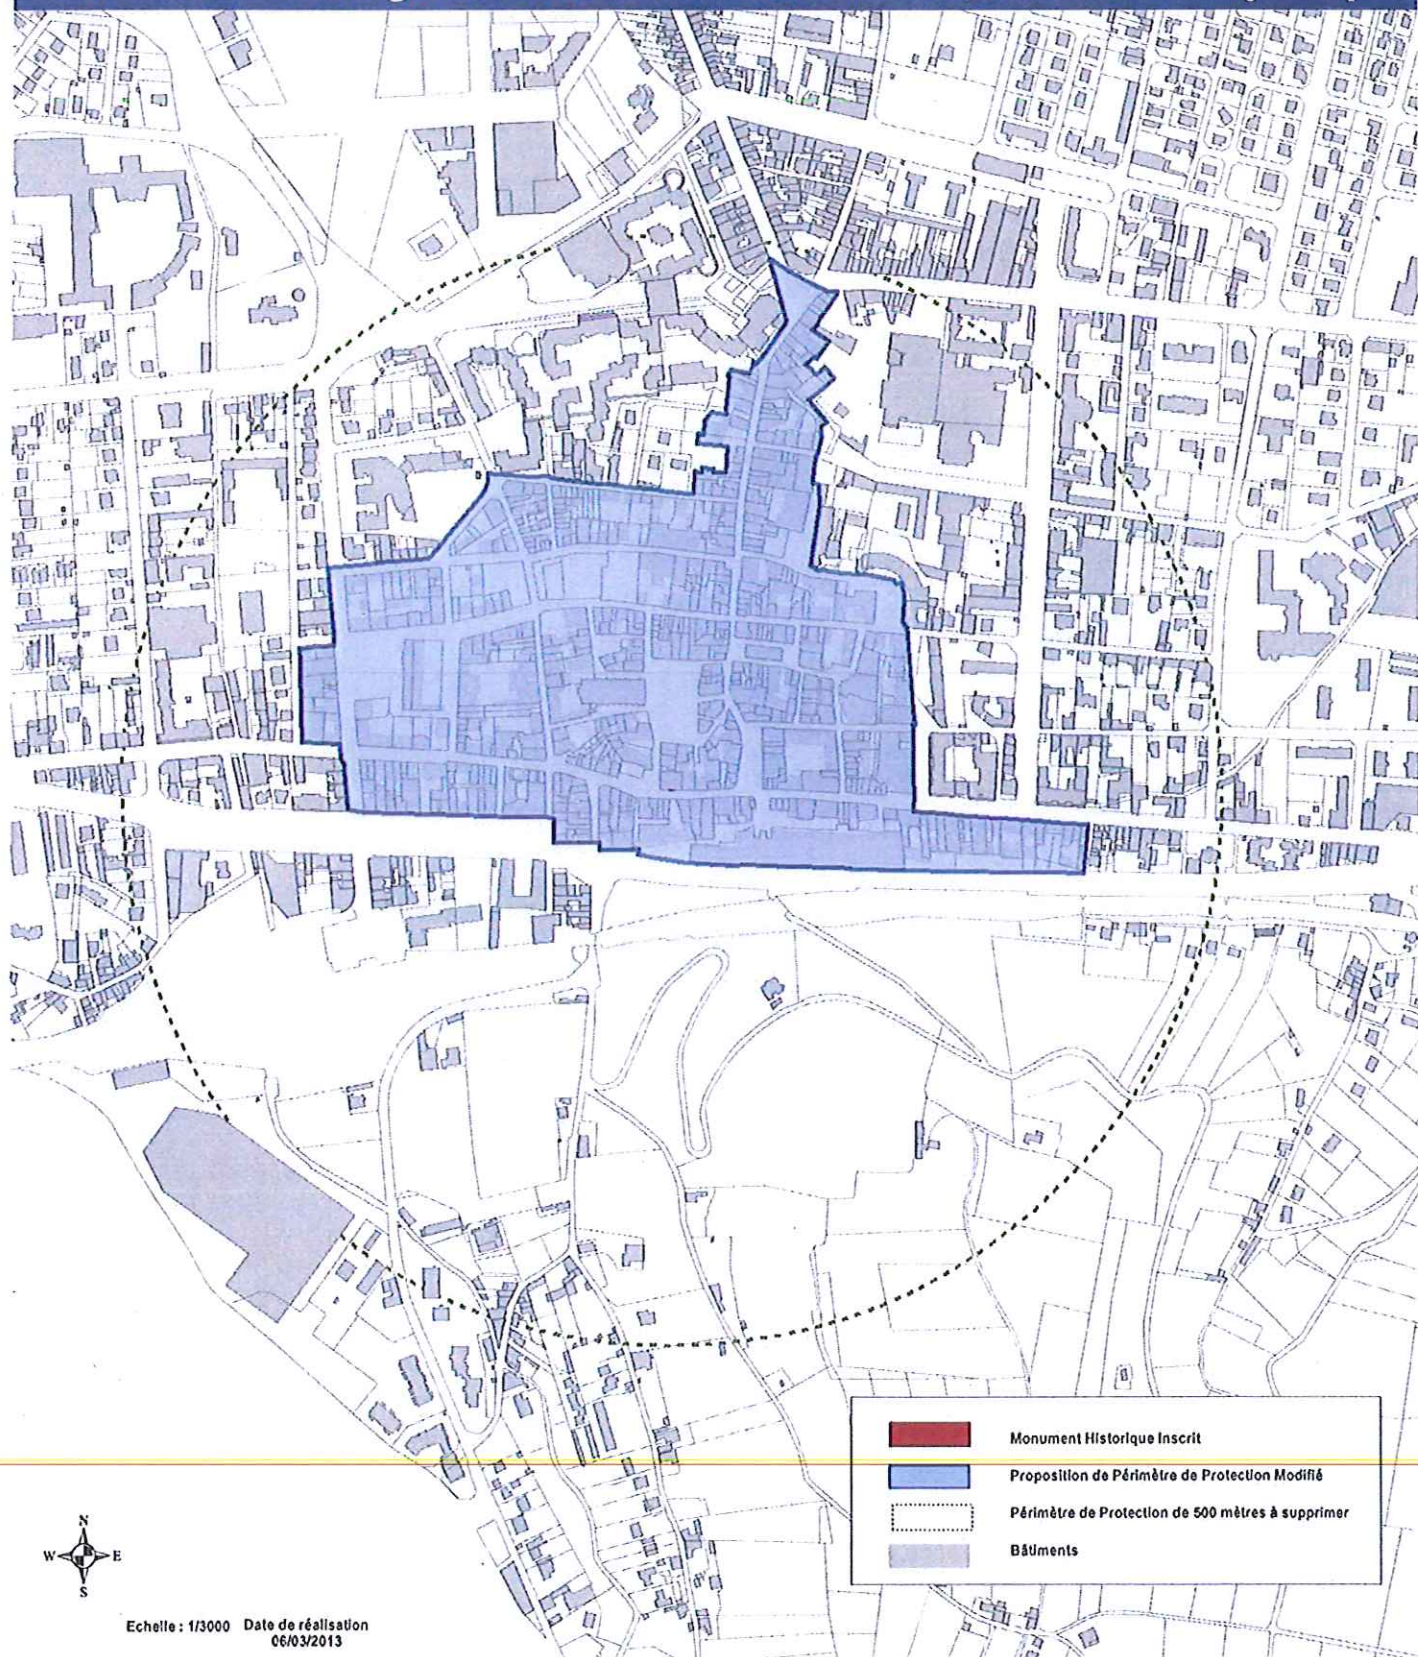 Monument Historique Inscrit
Proposition de Périmètre de Protection Modifié
Périmètre de Protection de 500 mètres à supprimer
Bâtiments
N
W
E
S
Echelle : 1/3000 Date de réalisation
06/03/2013